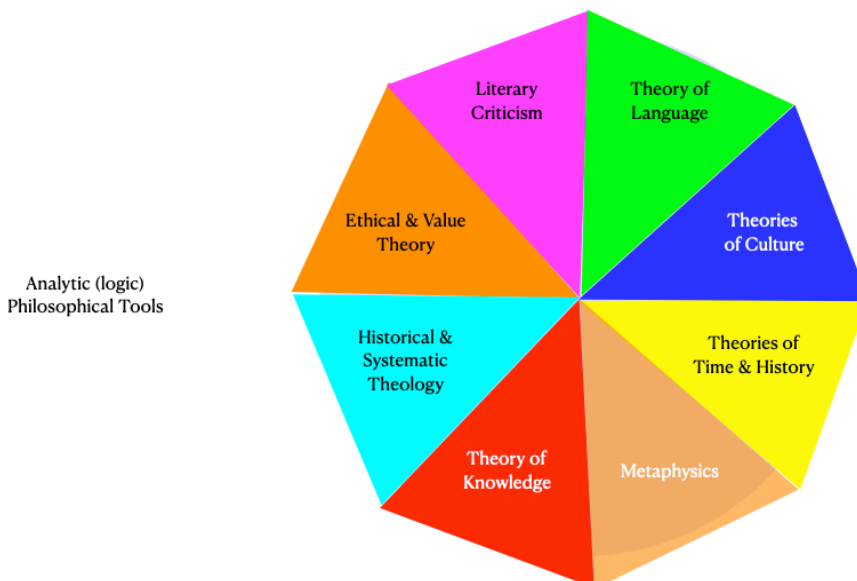 Literary
Criticism
Theory of
Language
Ethical & Value
Theory
Theories
of Culture
Analytic (logic)
Philosophical Tools
Historical &
Systematic
Theology
Theories of
Time & History
Theory of
Knowledge
Metaphysics